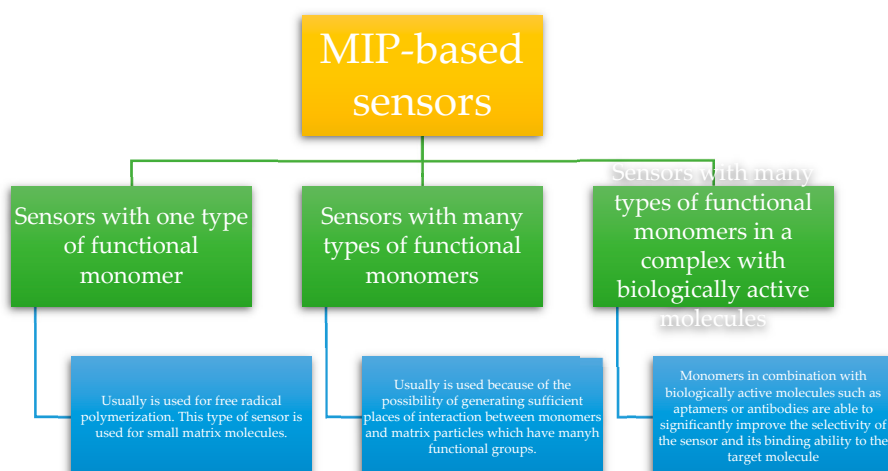 MIP-based
sensors
Sensors with one type
of functional
monomer
Sensors with many
types of functional
monomers
Sensors with many
types of functional
monomers in a
complex with
biologically active
molecules
Usually is used for free radical
polymerization. This type of sensor is
used for small matrix molecules.
Usually is used because of the
possibility of generating sufficient
places of interaction between monomers
and matrix particles which have manyh
functional groups.
Monomers in combination with
biologically active molecules such as
aptamers or antibodies are able to
significantly improve the selectivity of
the sensor and its binding ability to the
target molecule